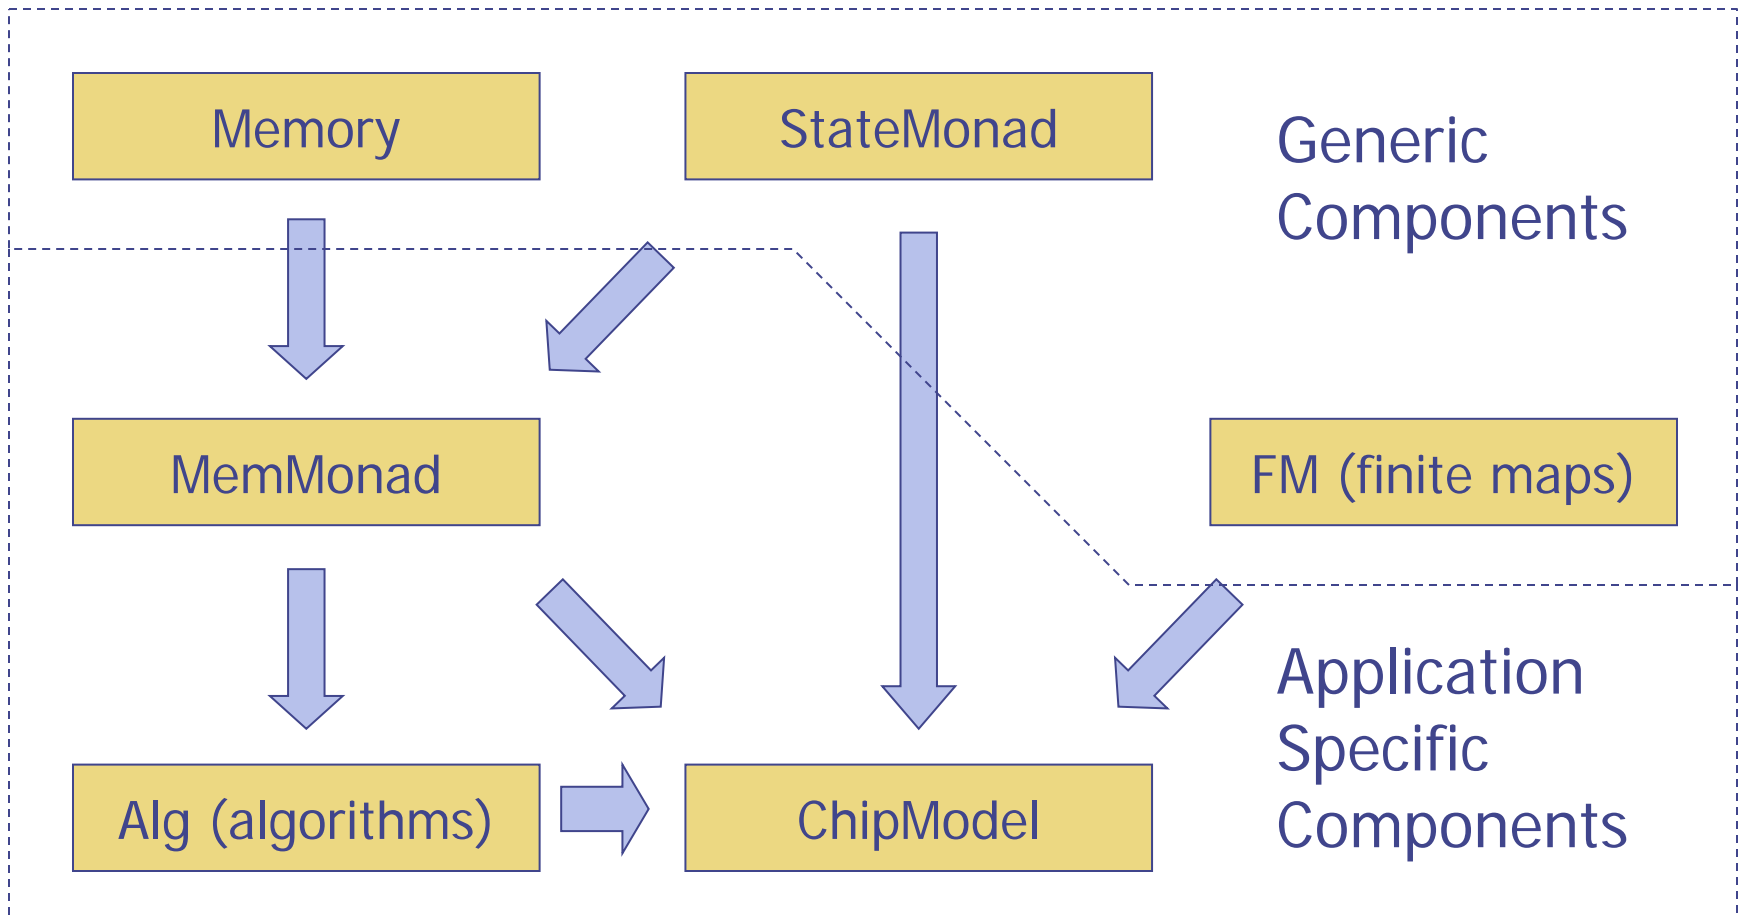 Memory
StateMonad
Generic
Components
MemMonad
FM (finite maps)
Application
Specific
Components
Alg (algorithms)
ChipModel